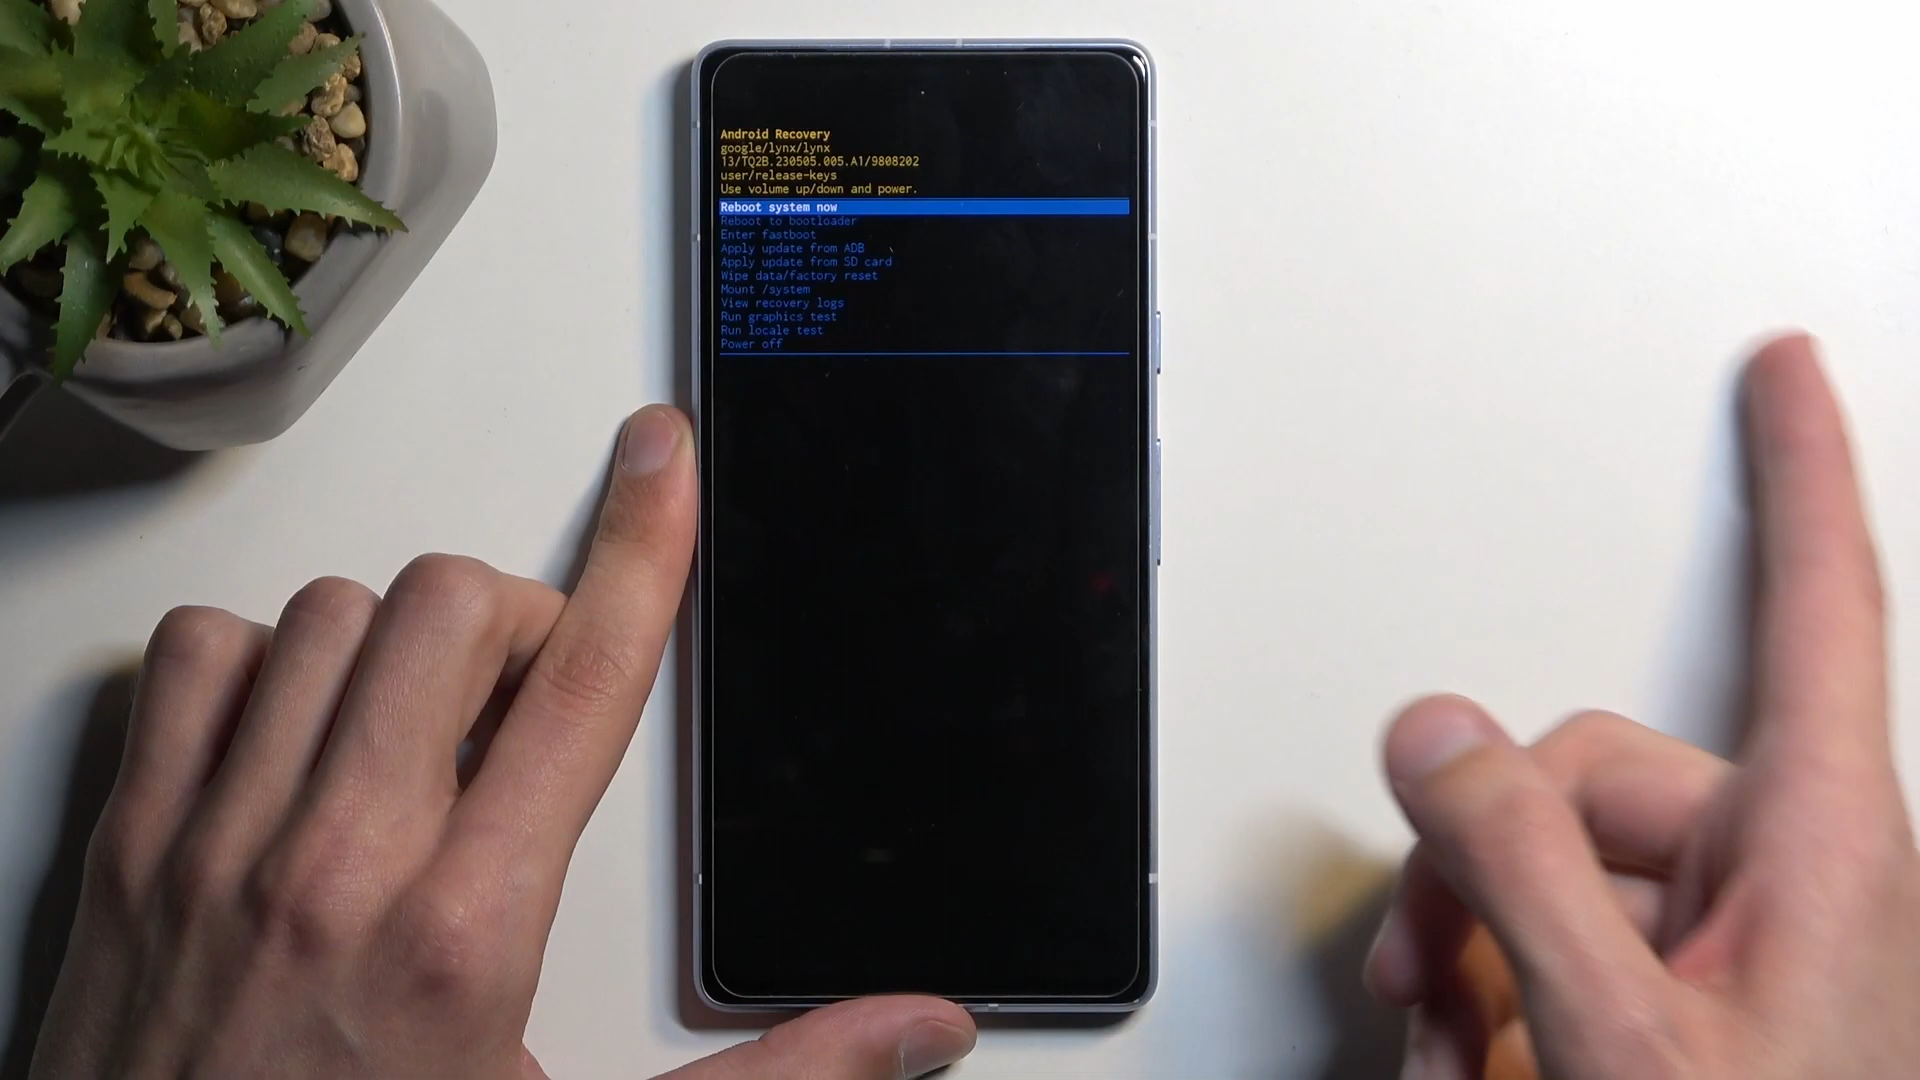 Android Recovery
google/lynx/lynx
13/TQ2B.230505.005.A1/9808202
user/release-keys
Use volume up/down and power.
Reboot system now
Reboot to bootloader
Enter fastboot
Apply update from ADB
Apply update from SD card
Wipe data/factory reset
Mount /system
View recovery logs
Run graphics test
Run locale test
Power off